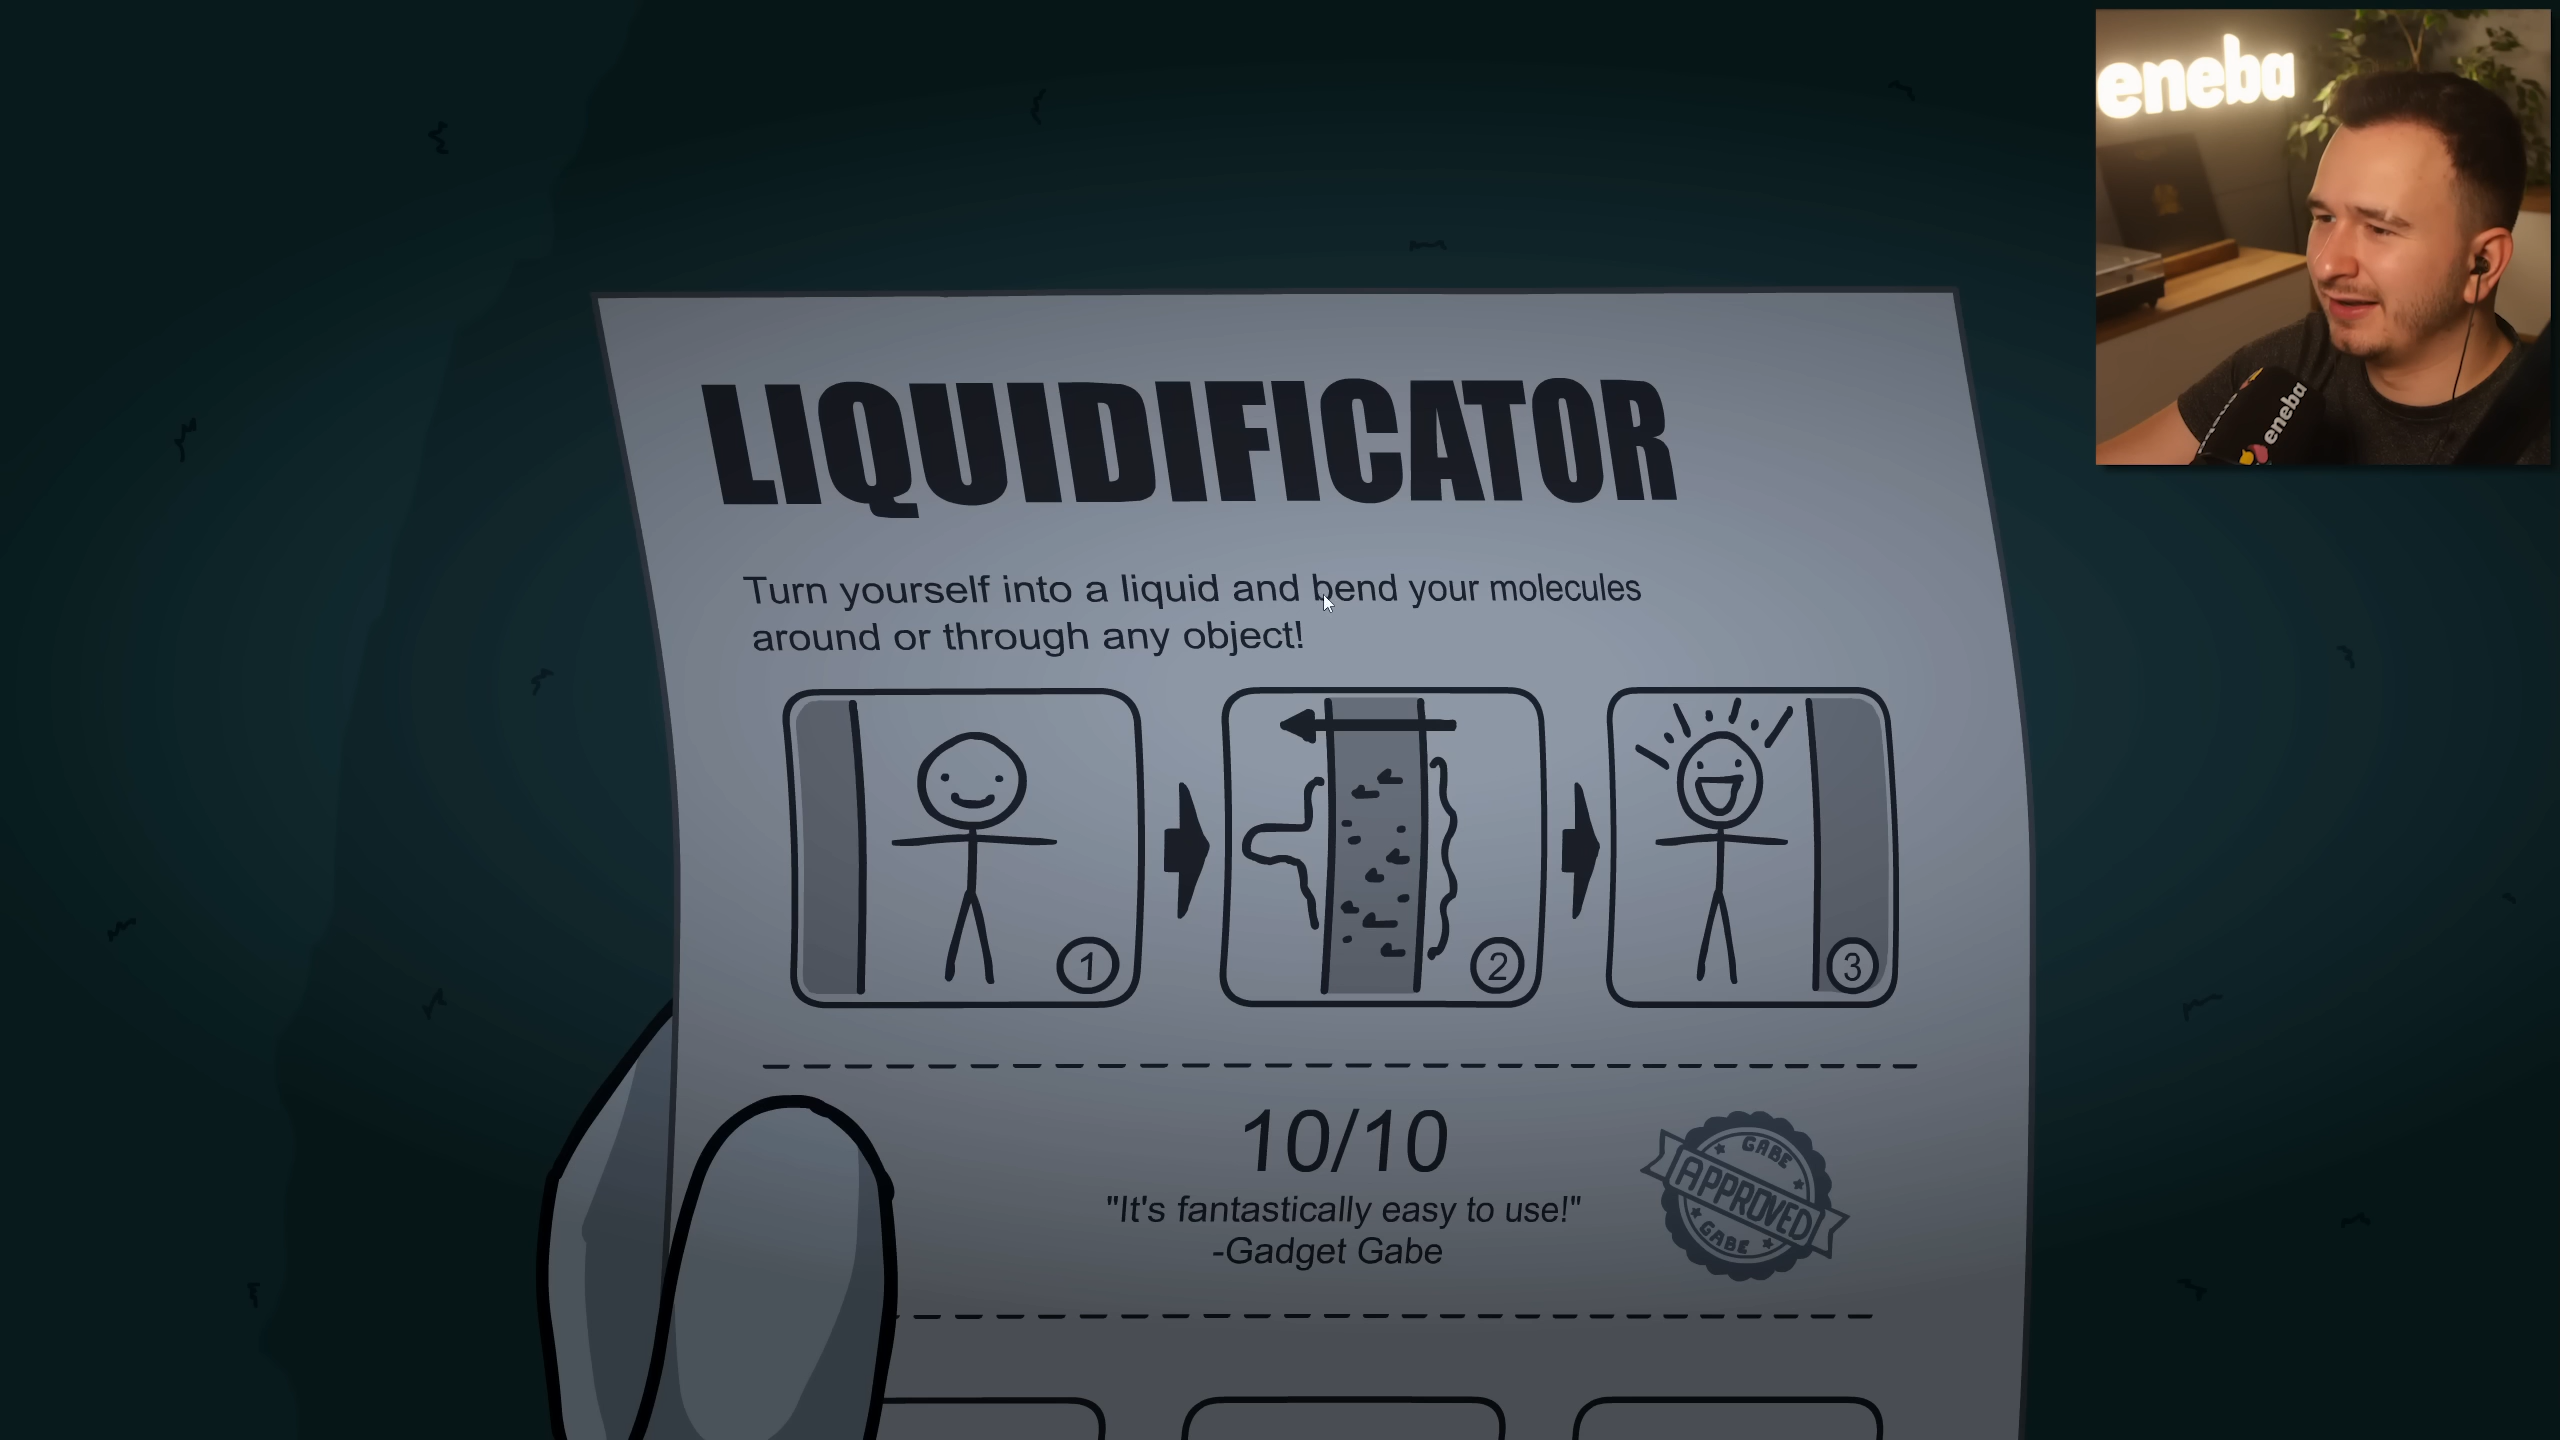 eneba
eneba
LIQUIDIFICATOR
Turn yourself into a liquid and bend your molecules
around or through any object!
1
2
3
10/10
"It's fantastically easy to use!"
-Gadget Gabe
GABE
APPROVED
GABE